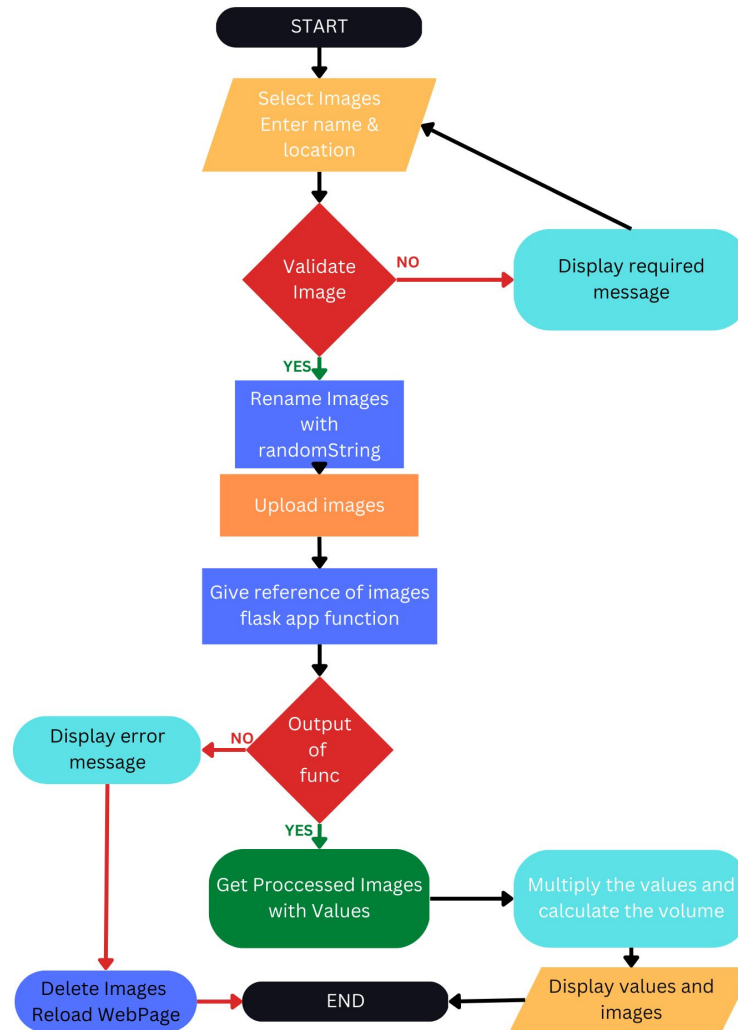 START
Select Images
Enter name &
location
Validate
Image
NO
Display required
message
YES
Rename Images
with
randomString
Upload images
Give reference of images
flask app function
Output
of
func
NO
Display error
message
YES
Get Proccessed Images
with Values
Multiply the values and
calculate the volume
Display values and
images
Delete Images
Reload WebPage
END